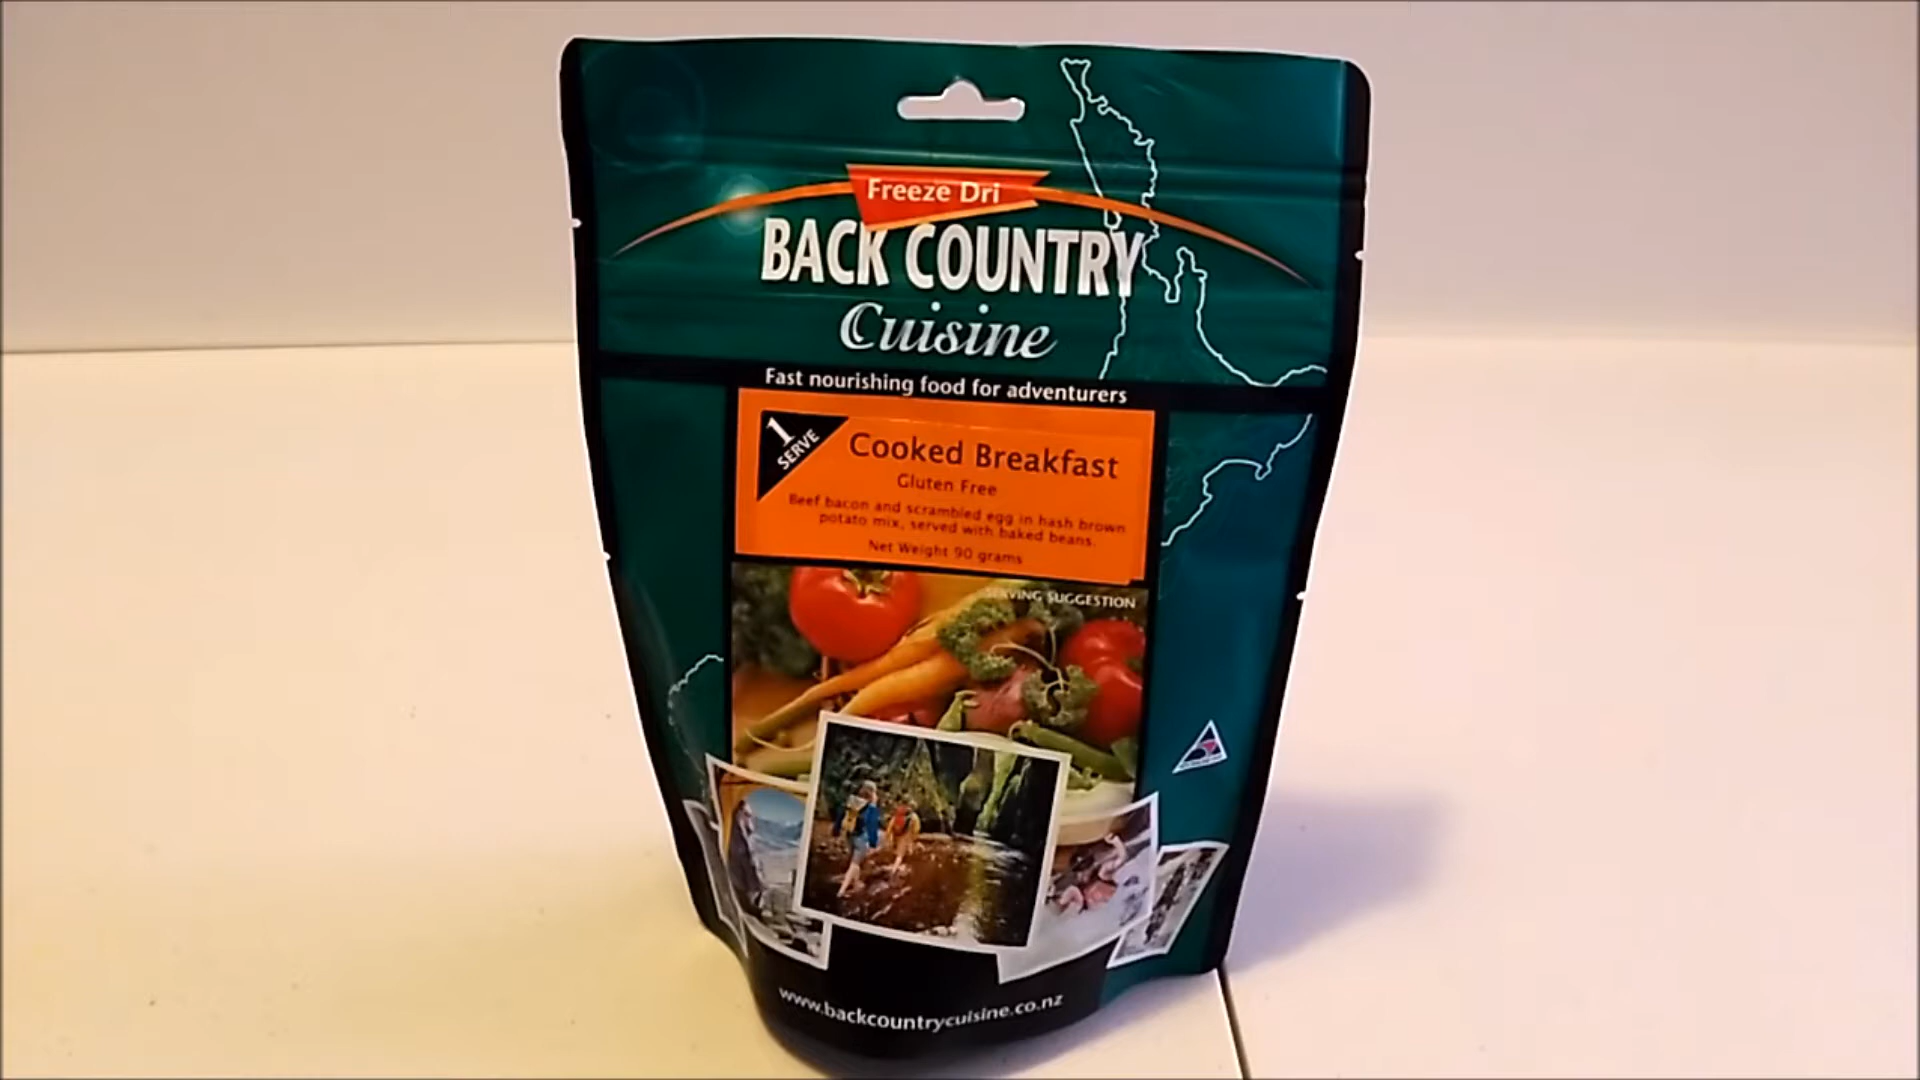 Freeze Dri
BACK COUNTRY
Cuisine
Fast nourishing food for adventurers
1
SERVE
Cooked Breakfast
Gluten Free
Beef bacon and scrambled egg in hash brown
potato mix, served with baked beans.
Net Weight 90 grams
SERVING SUGGESTION
www.backcountrycuisine.co.nz